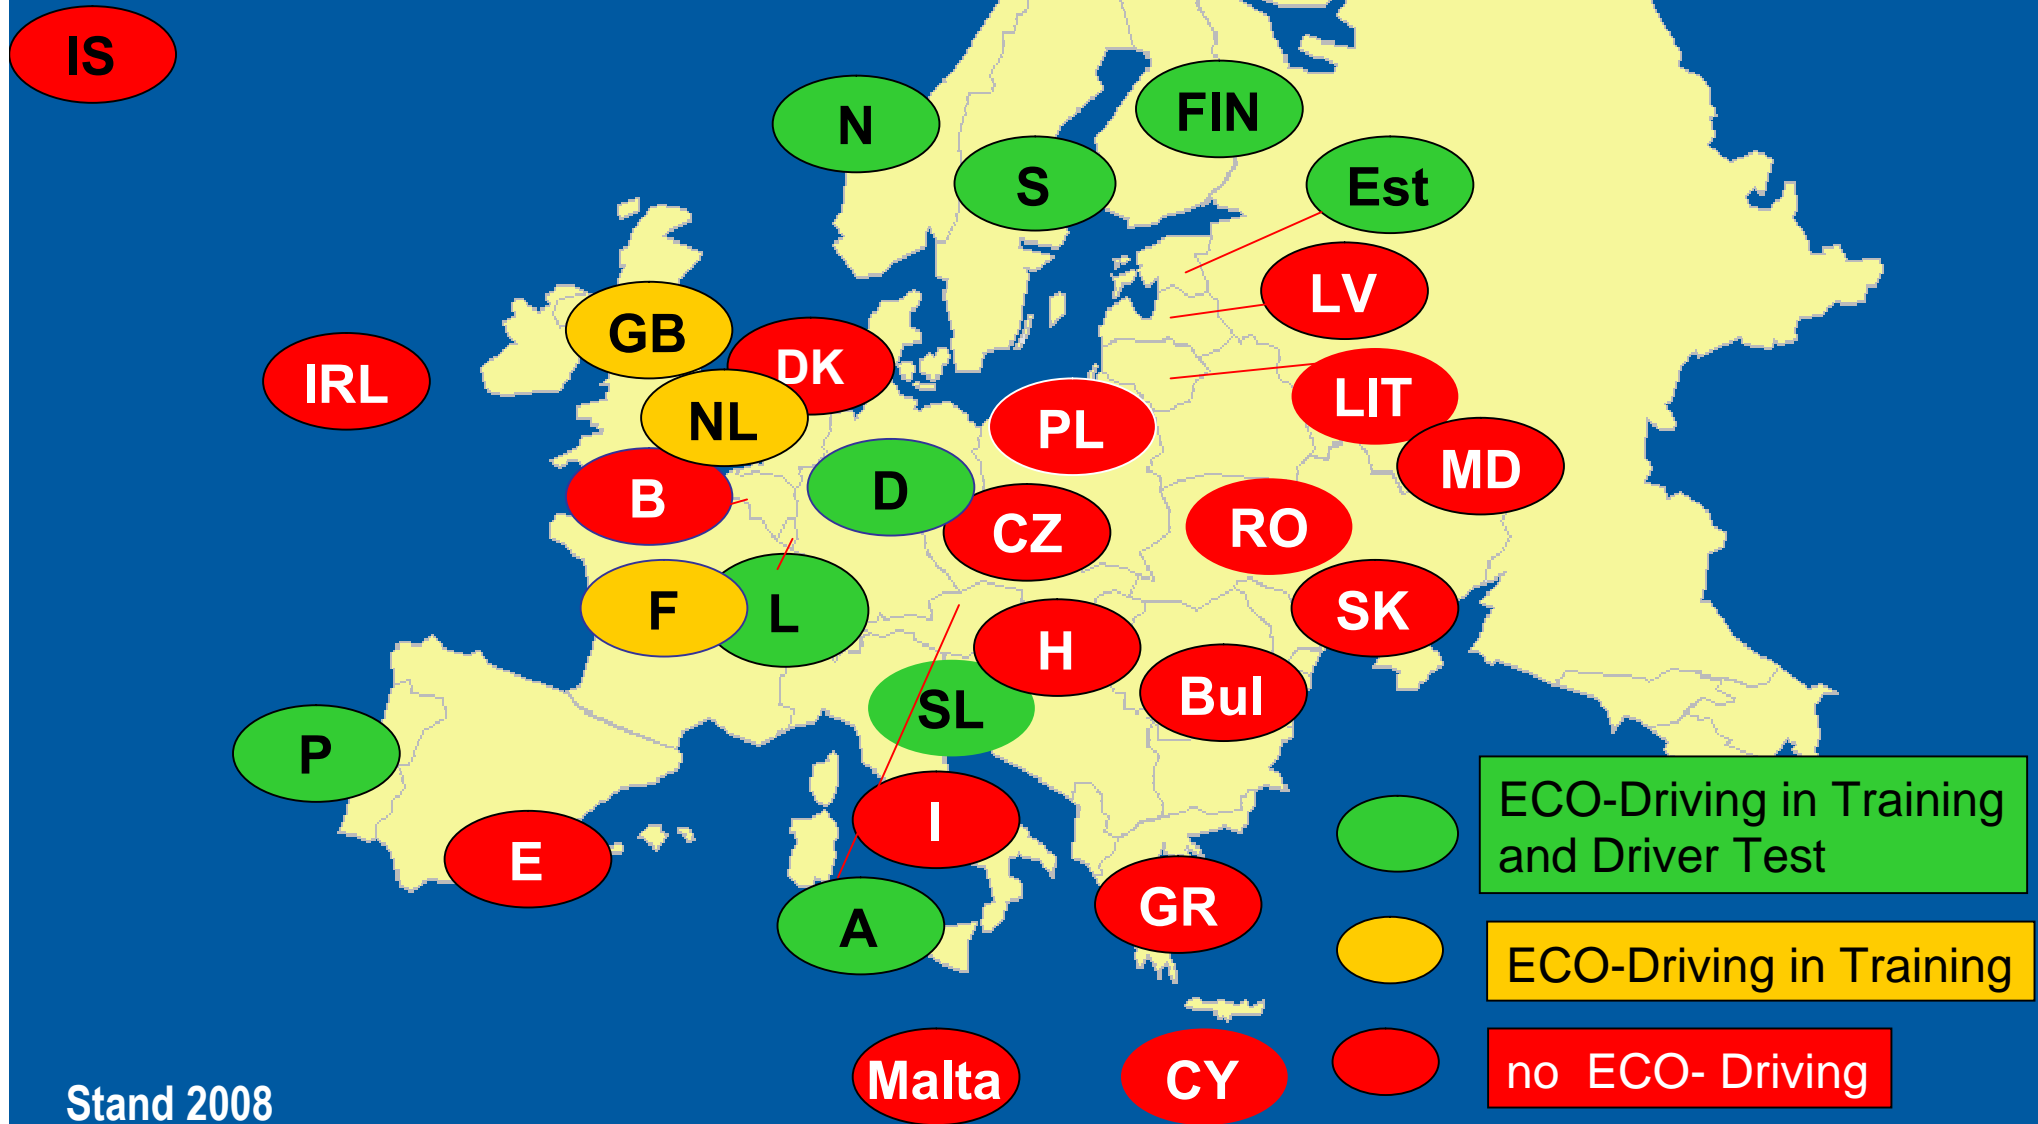 IS
N
FIN
S
Est
LV
GB
DK
IRL
LIT
NL
PL
MD
B
D
CZ
RO
F
L
SK
H
SL
Bul
P
I
E
GR
A
ECO-Driving in Training
and Driver Test
ECO-Driving in Training
no ECO- Driving
Malta
CY
Stand 2008